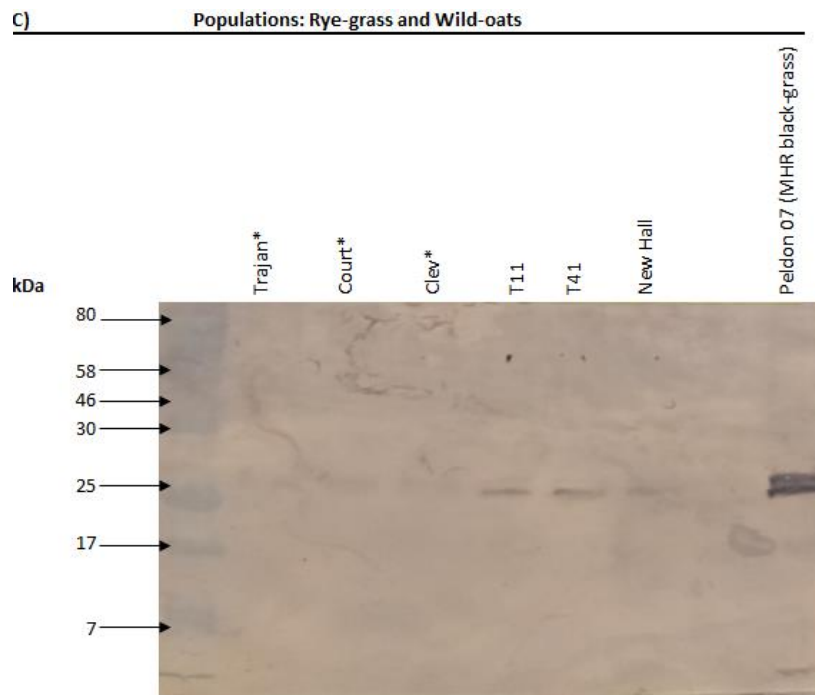 C) Populations: Rye-grass and Wild-oats
kDa
Trajan*
Court*
Clev*
T11
T41
New Hall
Peldon 07 (MHR black-grass)
80
58
46
30
25
17
7